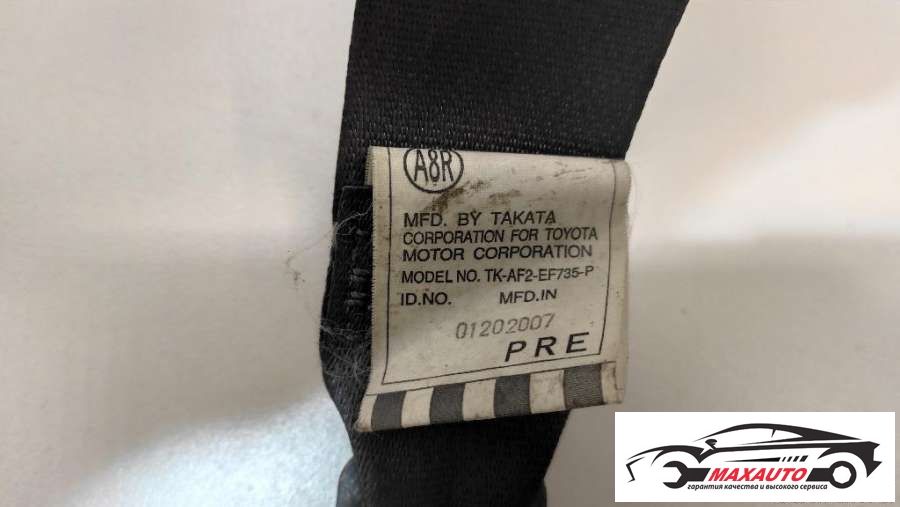 A8R
MFD. BY TAKATA
CORPORATION FOR TOYOTA
MOTOR CORPORATION
MODEL NO. TK-AF2-EF735-P
ID.NO. MFD.IN
01202007
PRE
MAXAUTO
гарантия качества и высокого сервиса